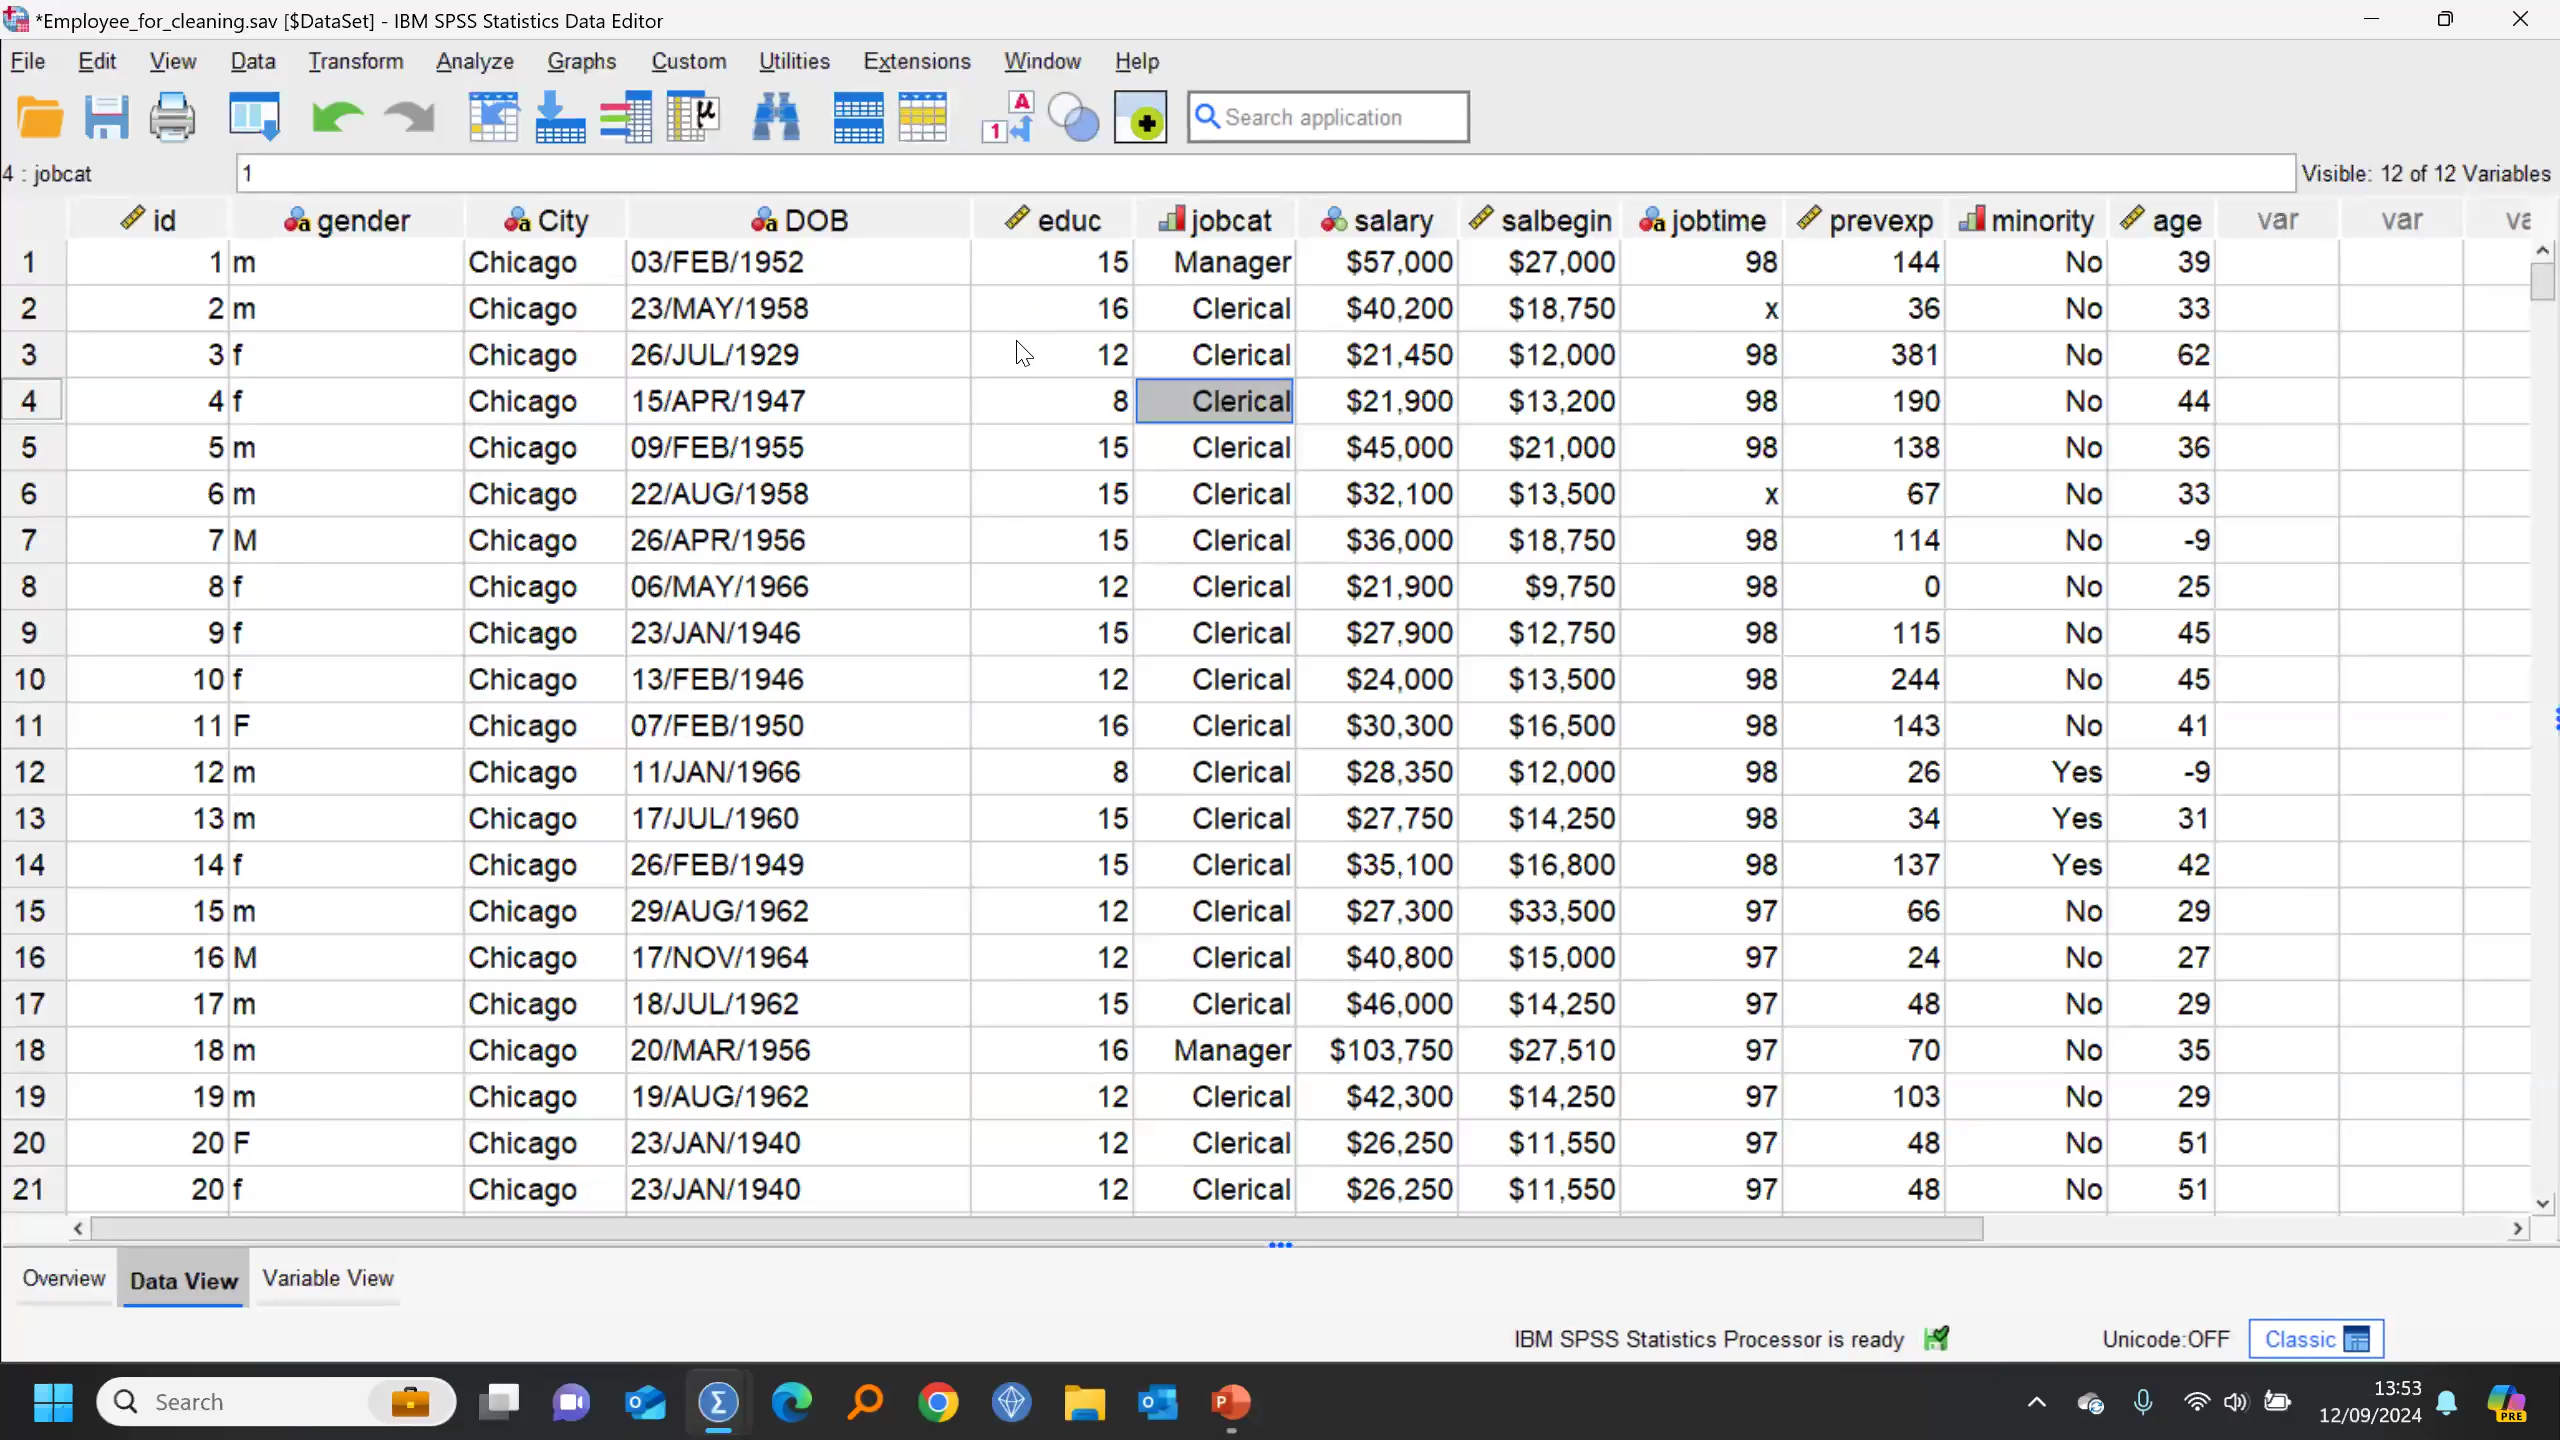 *Employee_for_cleaning.sav [$DataSet] - IBM SPSS Statistics Data Editor
File Edit View Data Transform Analyze Graphs Custom Utilities Extensions Window Help
A 1 µ Search application
4 : jobcat 1 Visible: 12 of 12 Variables
id gender City DOB educ jobcat salary salbegin jobtime prevexp minority age var var va
1 1 m Chicago 03/FEB/1952 15 Manager $57,000 $27,000 98 144 No 39
2 2 m Chicago 23/MAY/1958 16 Clerical $40,200 $18,750 x 36 No 33
3 3 f Chicago 26/JUL/1929 12 Clerical $21,450 $12,000 98 381 No 62
4 4 f Chicago 15/APR/1947 8 Clerical $21,900 $13,200 98 190 No 44
5 5 m Chicago 09/FEB/1955 15 Clerical $45,000 $21,000 98 138 No 36
6 6 m Chicago 22/AUG/1958 15 Clerical $32,100 $13,500 x 67 No 33
7 7 M Chicago 26/APR/1956 15 Clerical $36,000 $18,750 98 114 No -9
8 8 f Chicago 06/MAY/1966 12 Clerical $21,900 $9,750 98 0 No 25
9 9 f Chicago 23/JAN/1946 15 Clerical $27,900 $12,750 98 115 No 45
10 10 f Chicago 13/FEB/1946 12 Clerical $24,000 $13,500 98 244 No 45
11 11 F Chicago 07/FEB/1950 16 Clerical $30,300 $16,500 98 143 No 41
12 12 m Chicago 11/JAN/1966 8 Clerical $28,350 $12,000 98 26 Yes -9
13 13 m Chicago 17/JUL/1960 15 Clerical $27,750 $14,250 98 34 Yes 31
14 14 f Chicago 26/FEB/1949 15 Clerical $35,100 $16,800 98 137 Yes 42
15 15 m Chicago 29/AUG/1962 12 Clerical $27,300 $33,500 97 66 No 29
16 16 M Chicago 17/NOV/1964 12 Clerical $40,800 $15,000 97 24 No 27
17 17 m Chicago 18/JUL/1962 15 Clerical $46,000 $14,250 97 48 No 29
18 18 m Chicago 20/MAR/1956 16 Manager $103,750 $27,510 97 70 No 35
19 19 m Chicago 19/AUG/1962 12 Clerical $42,300 $14,250 97 103 No 29
20 20 F Chicago 23/JAN/1940 12 Clerical $26,250 $11,550 97 48 No 51
21 20 f Chicago 23/JAN/1940 12 Clerical $26,250 $11,550 97 48 No 51
Overview Data View Variable View
IBM SPSS Statistics Processor is ready Unicode:OFF Classic
Search 13:53
12/09/2024 PRE